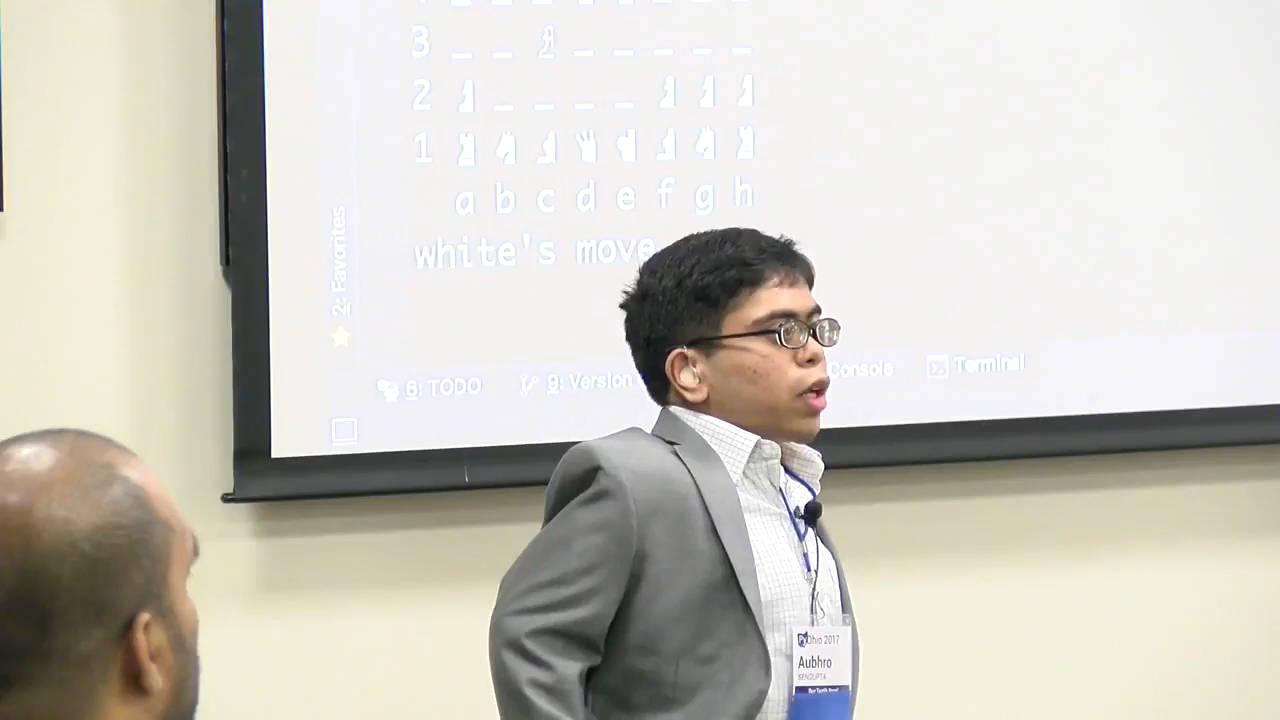 3 _ _ _ _ _ _ _
2 _ _ _ _
1
a b c d e f g h
white's move
2: Favorites
6: TODO
9: Version
Console
Terminal
PyOhio 2017
Aubhro
SENGUPTA